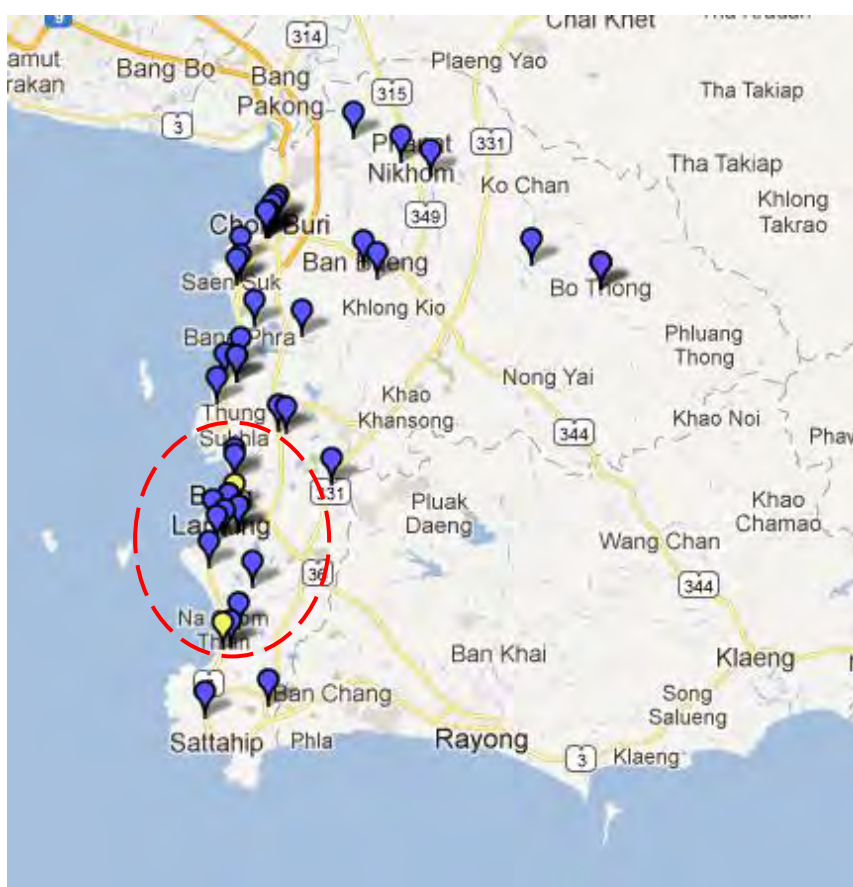 9
314
Chai Khet
Plaeng Yao
Bang Bo
Bang
Pakong
315
Tha Takiap
3
331
Nikhom
Tha Takiap
Ko Chan
Khlong
Takrao
349
Saen Suk
Khlong Kio
Bo Thong
Phluang
Thong
Nong Yai
Khao
Khansong
Khao Noi
Thung
344
Pluak
Daeng
Khao
Chamao
Wang Chan
36
344
Ban Khai
Klaeng
Ban Chang
Song
Salueng
Sattahip
Phla
Rayong
3
Klaeng